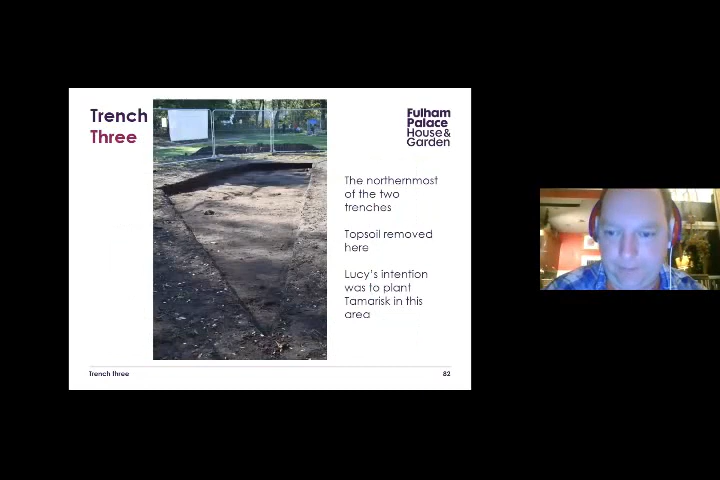 Trench
Three
Fulham
Palace
House&
Garden
The northernmost
of the two
trenches
Topsoil removed
here
Lucy's intention
was to plant
Tamarisk in this
area
Trench three
82